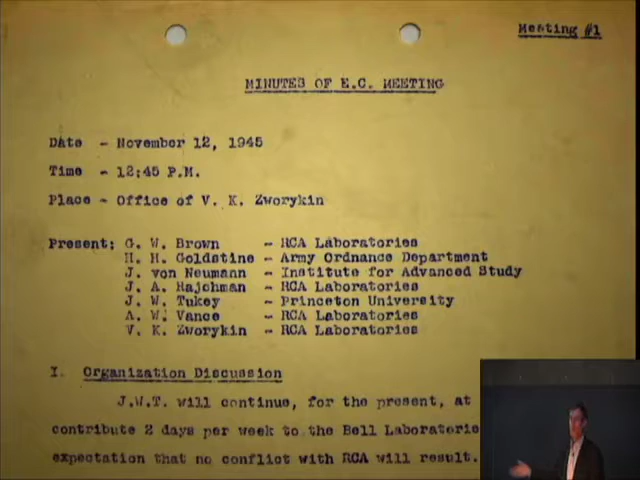 Meeting #1
MINUTES OF E.C. MEETING
Date - November 12, 1945
Time - 12:45 P.M.
Place - Office of V. K. Zworykin
Present; G. W. Brown - RCA Laboratories
H. H. Goldstine - Army Ordnance Department
J. von Neumann - Institute for Advanced Study
J. A. Rajchman - RCA Laboratories
J. W. Tukey - Princeton University
A. W. Vance - RCA Laboratories
V. K. Zworykin - RCA Laboratories
I. Organization Discussion
J.W.T. will continue, for the present, at
contribute 2 days per week to the Bell Laboratorie
expectation that no conflict with RCA will result.